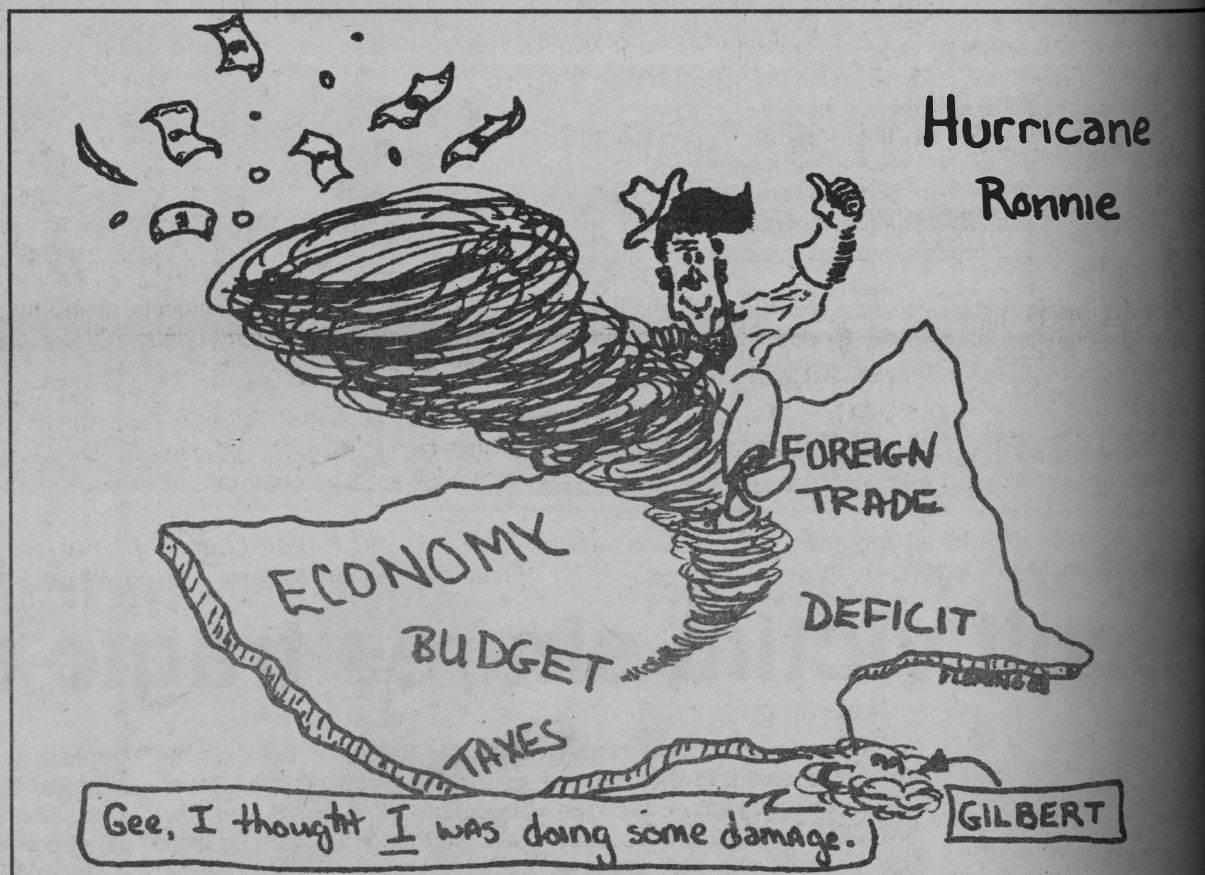 Hurricane
Ronnie
FOREIGN
TRADE
ECONOMY
DEFICIT
BUDGET
TAXES
GILBERT
Gee, I thought I was doing some damage.